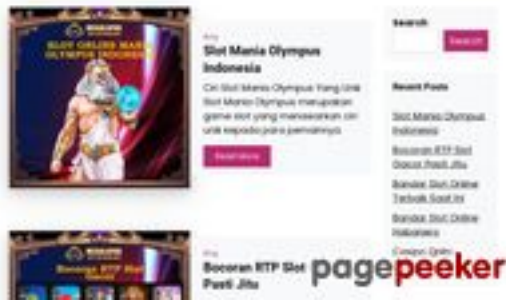 SLOT ONLINE MANIA
OLYMPUS INDONESIA
Blog
Slot Mania Olympus
Indonesia
Ciri Slot Mania Olympus Yang Unik
Slot Mania Olympus merupakan
game slot yang menawarkan ciri
unik kepada para pemainnya.
Read More
Search
Search
Recent Posts
Slot Mania Olympus
Indonesia
Bocoran RTP Slot
Gacor Pasti Jitu
Bandar Slot Online
Terbaik Saat Ini
Bandar Slot Online
Habanero
Bocoran RTP Slot
Blog
Bocoran RTP Slot
Pasti Jitu
pagepeeker